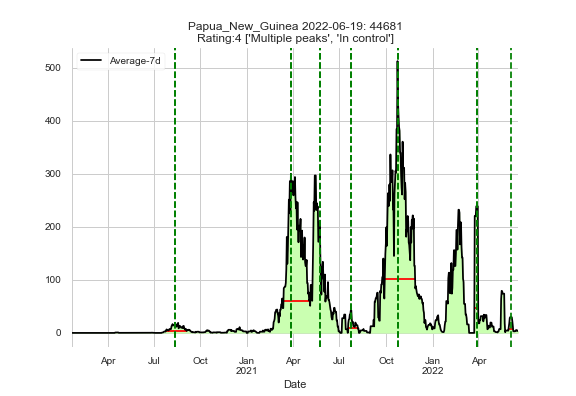 Papua_New_Guinea 2022-06-19: 44681
Rating:4 ['Multiple peaks', 'In control']
Average-7d
500
400
300
200
100
0
Apr Jul Oct Jan Apr Jul Oct Jan Apr
2021 2022
Date